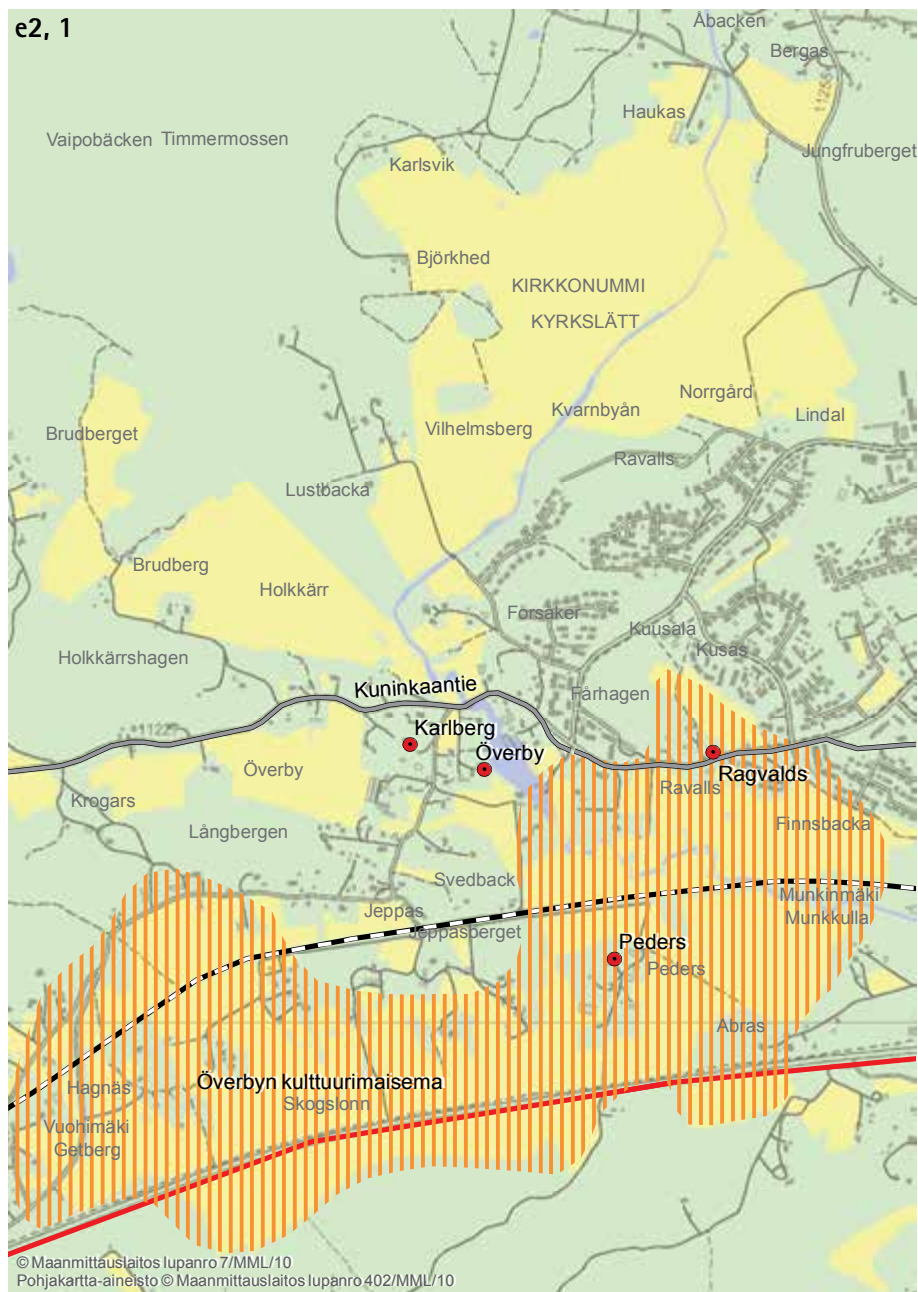 e2, 1
Åbacken
Bergas
11255
Haukas
Vaipobäcken Timmermossen
Jungfruberget
Karlsvik
Björkhed
KIRKKONUMMI
KYRKSLÄTT
Norrgård
Kvarnbyån
Lindal
Vilhelmsberg
Brudberget
Ravalls
Lustbacka
Brudberg
Holkkärr
Forsåker
Kuusala
Kusas
Holkkärrshagen
Kuninkaantie
Fårhagen
Karlberg
Överby
Överby
Ragvalds
Ravalls
Krogars
Långbergen
Finnsbacka
Svedback
Munkinmäki
Munkkulla
Jeppas
Jeppasberget
Peders
Peders
Abras
Överbyn kulttuurimaisema
Hagnäs
Skogslonn
Vuohimäki
Getberg
© Maanmittauslaitos lupanro 7/MML/10
Pohjakartta-aineisto © Maanmittauslaitos lupanro 402/MML/10